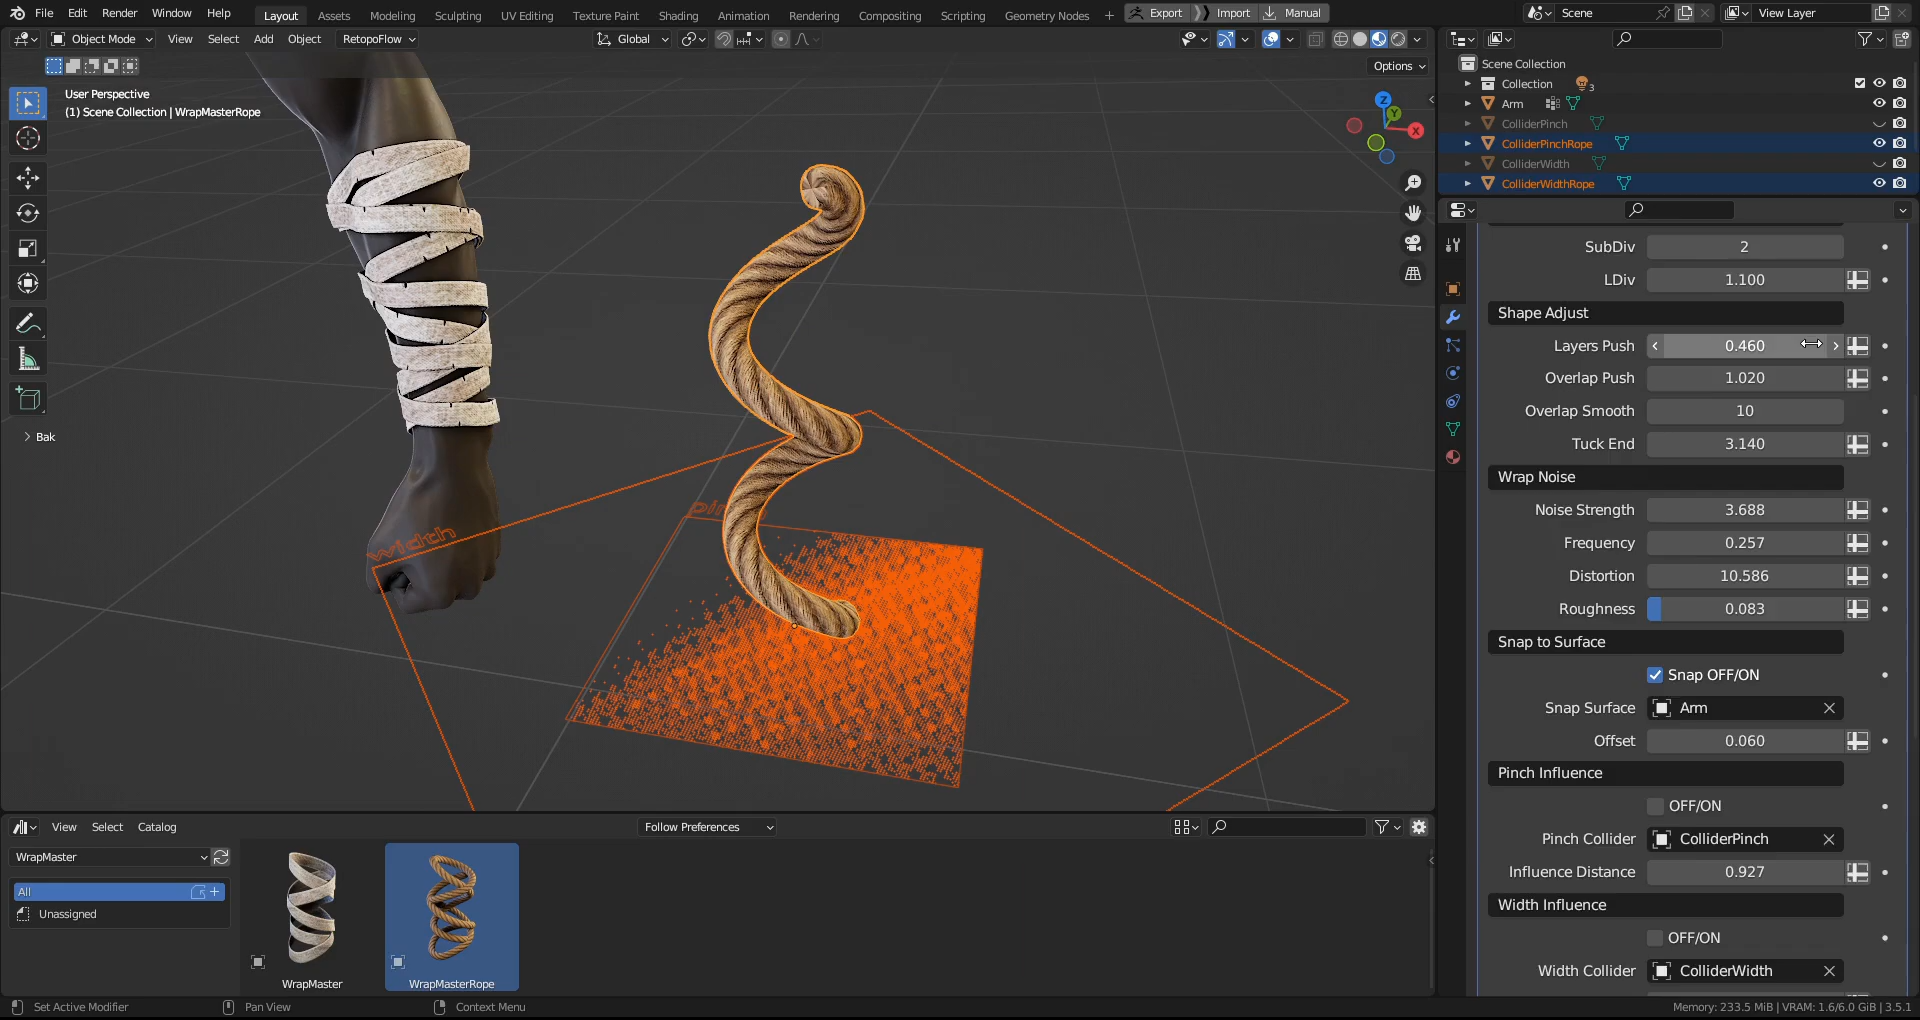 File Edit Render Window Help
Layout Assets Modeling Sculpting UV Editing Texture Paint Shading Animation Rendering Compositing Scripting Geometry Nodes +
Export Import Manual
Scene
View Layer
Object Mode View Select Add Object RetopoFlow
Global
Options
User Perspective
(1) Scene Collection | WrapMasterRope
Bak
width
Z
Y
X
Scene Collection
Collection 3
Arm
ColliderPinch
ColliderPinchRope
ColliderWidth
ColliderWidthRope
SubDiv 2
LDiv 1.100
Shape Adjust
Layers Push 0.460
Overlap Push 1.020
Overlap Smooth 10
Tuck End 3.140
Wrap Noise
Noise Strength 3.688
Frequency 0.257
Distortion 10.586
Roughness 0.083
Snap to Surface
Snap OFF/ON
Snap Surface Arm
Offset 0.060
Pinch Influence
OFF/ON
Pinch Collider ColliderPinch
Influence Distance 0.927
Width Influence
OFF/ON
Width Collider ColliderWidth
View Select Catalog
Follow Preferences
WrapMaster
All
Unassigned
WrapMaster
WrapMasterRope
Set Active Modifier
Pan View
Context Menu
Memory: 233.5 MiB | VRAM: 1.6/6.0 GiB | 3.5.1